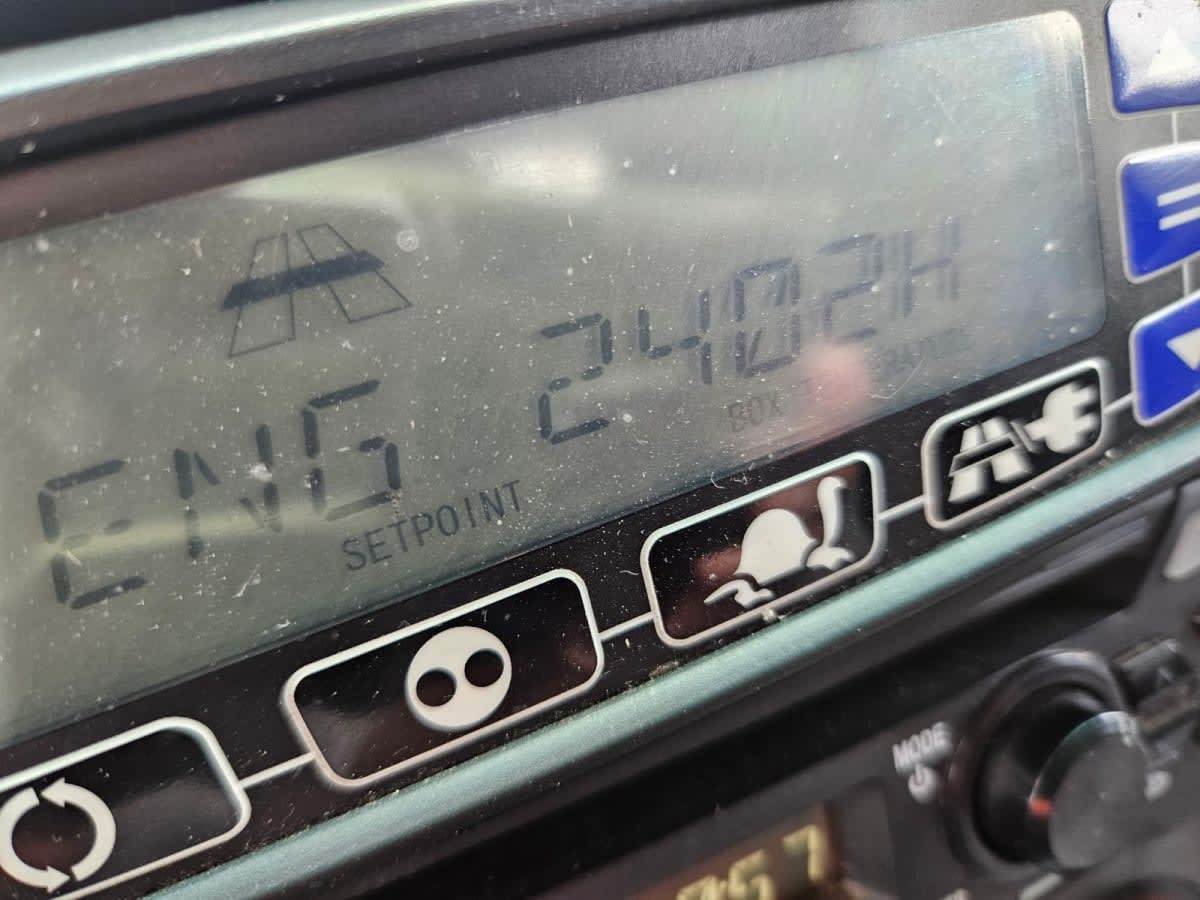 ENG 2402H
SETPOINT BOX
MODE